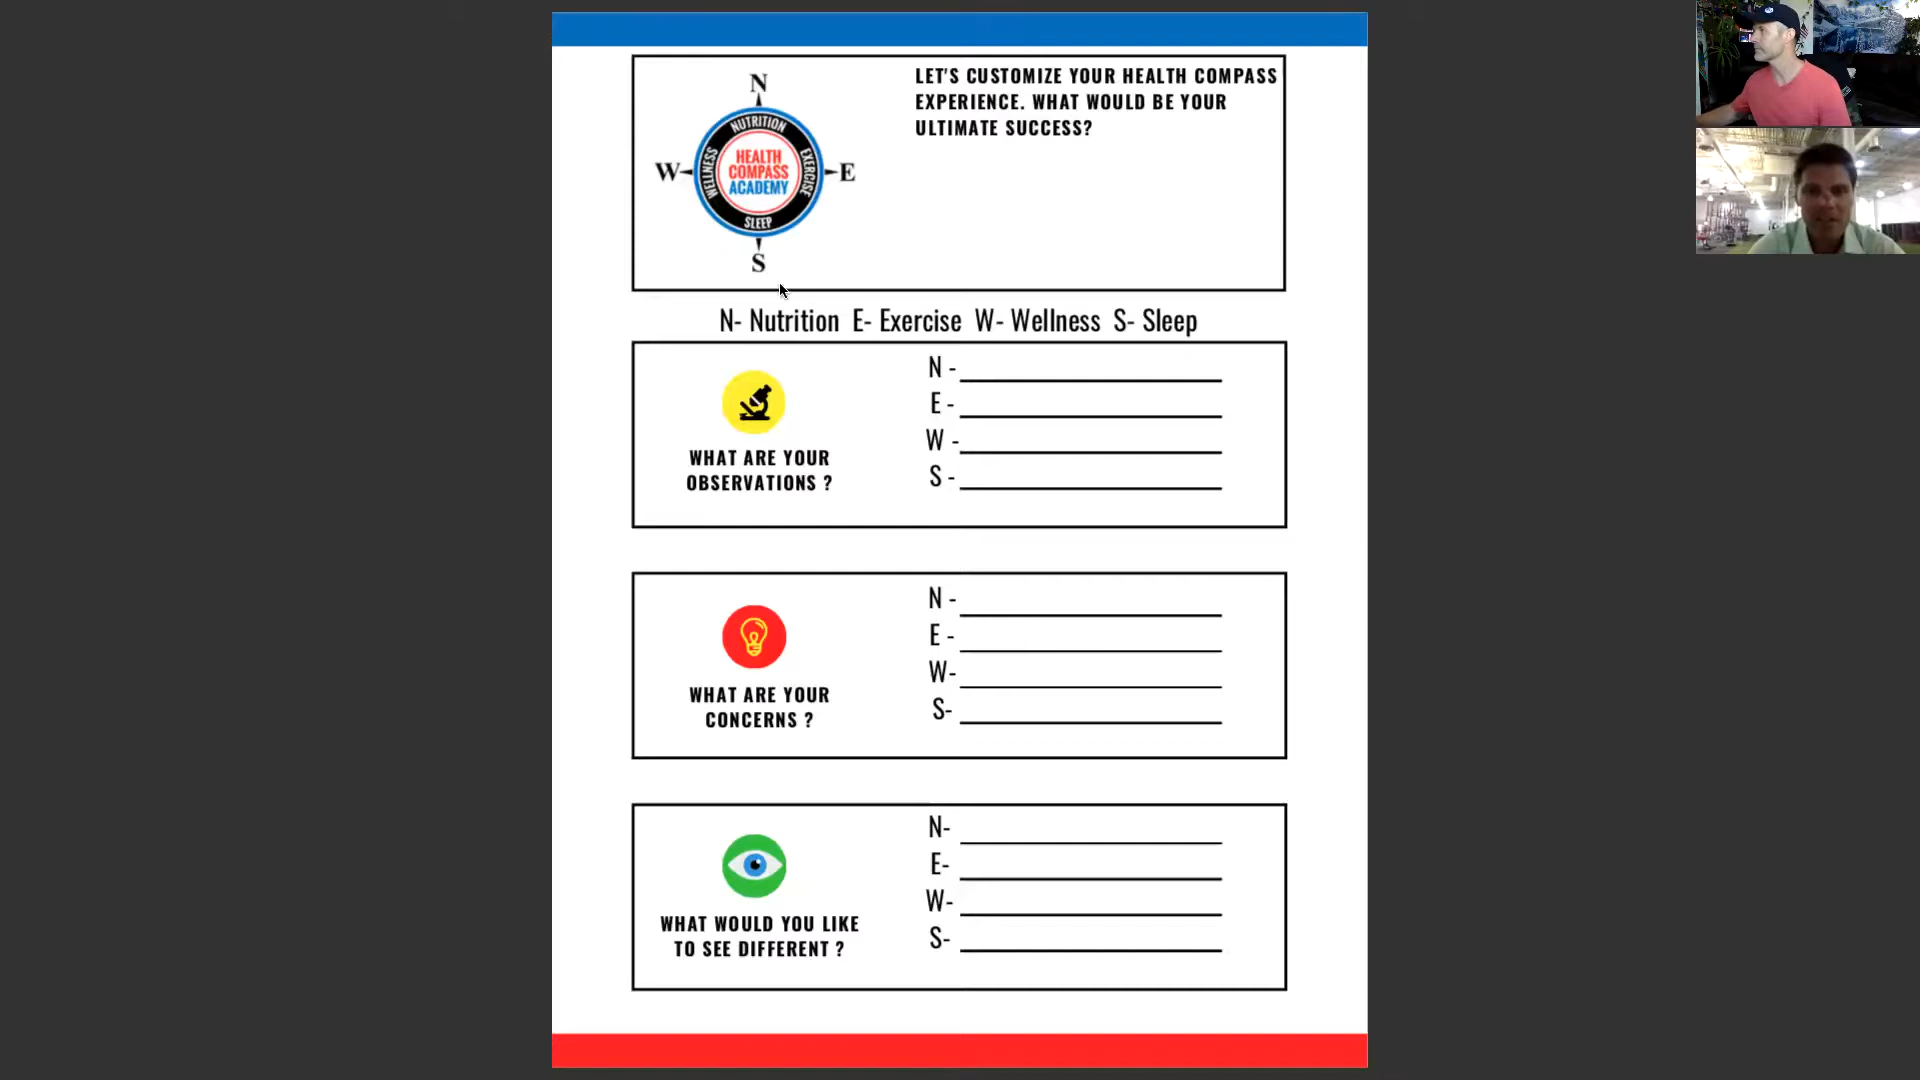 N
LET'S CUSTOMIZE YOUR HEALTH COMPASS
EXPERIENCE. WHAT WOULD BE YOUR
ULTIMATE SUCCESS?
NUTRITION
W
WELLNESS
HEALTH
COMPASS
ACADEMY
EXERCISE
E
SLEEP
S
N- Nutrition E- Exercise W- Wellness S- Sleep
WHAT ARE YOUR
OBSERVATIONS ?
N -
E -
W -
S -
WHAT ARE YOUR
CONCERNS ?
N -
E -
W-
S-
WHAT WOULD YOU LIKE
TO SEE DIFFERENT ?
N-
E-
W-
S-